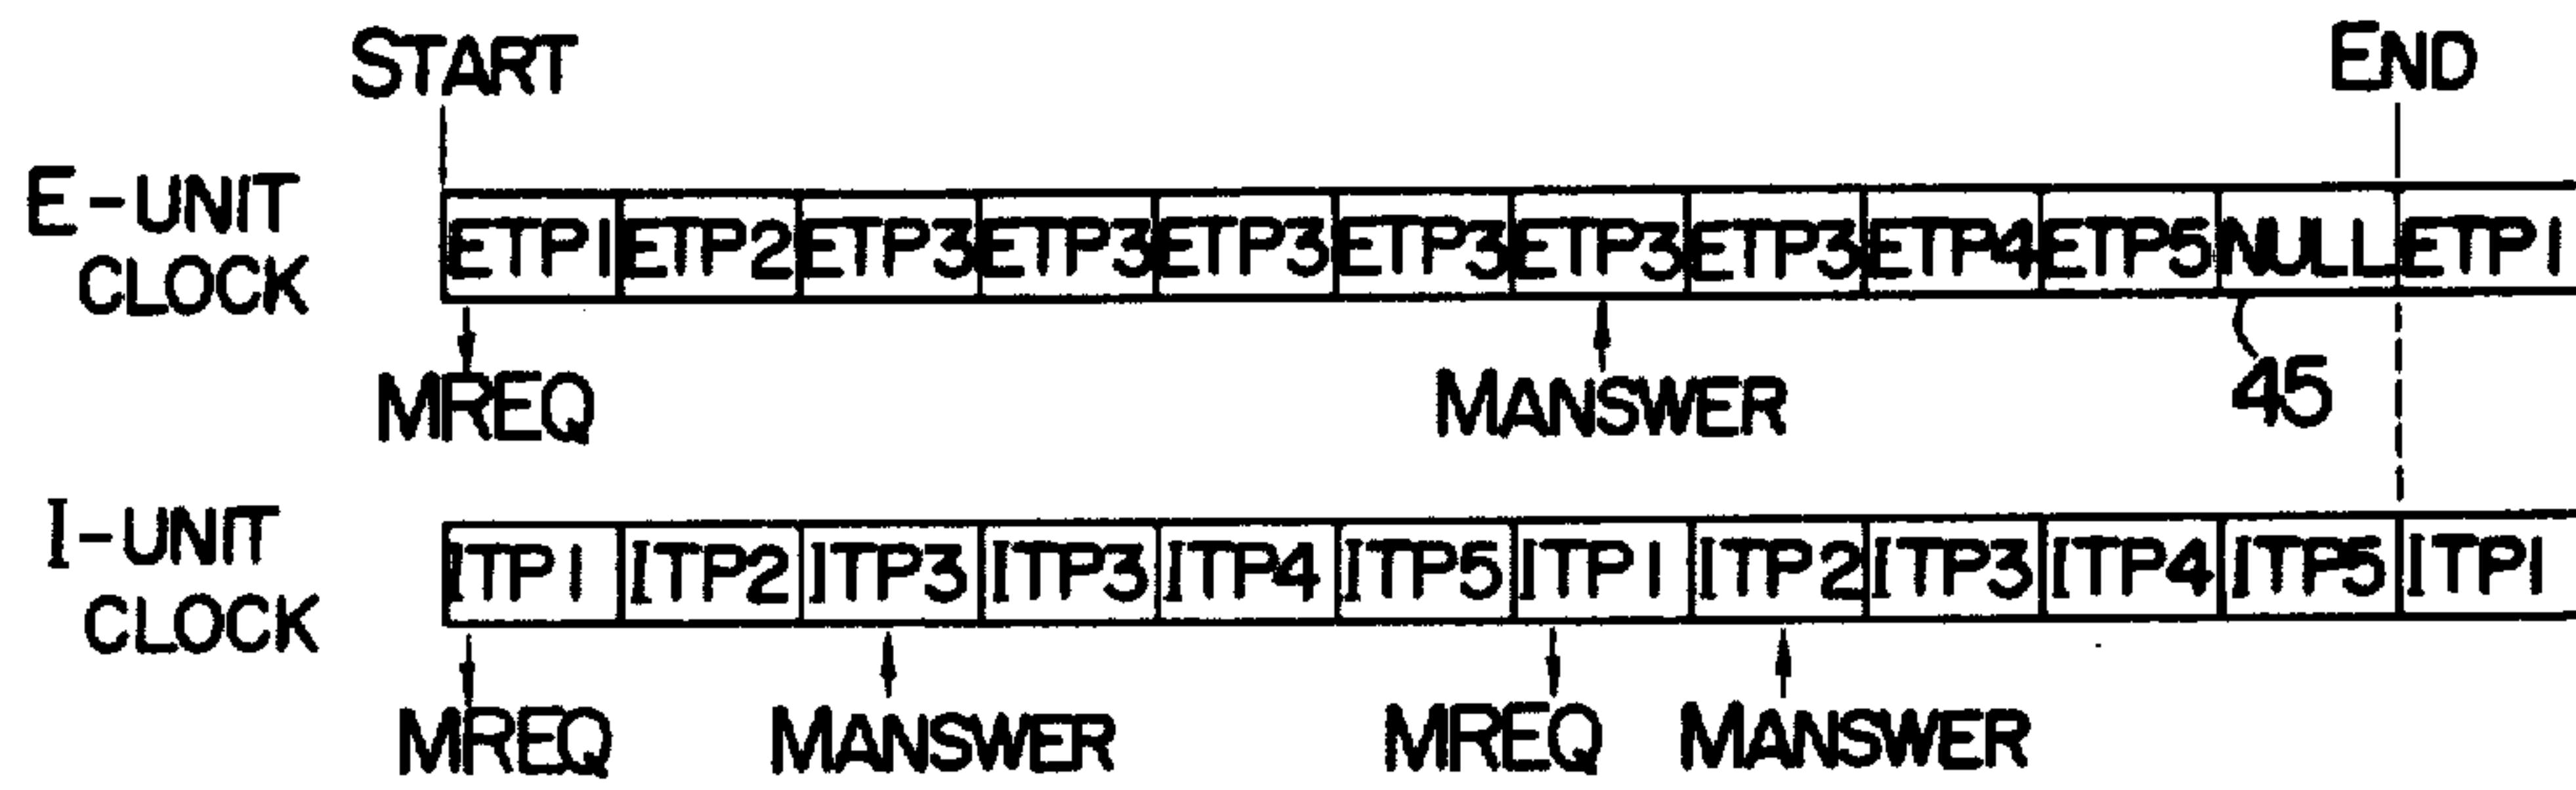 START END
E-UNIT CLOCK
ETP1 ETP2 ETP3 ETP3 ETP3 ETP3 ETP3 ETP3 ETP4 ETP5 NULL ETP1
MREQ MANSWER 45
I-UNIT CLOCK
ITP1 ITP2 ITP3 ITP3 ITP4 ITP5 ITP1 ITP2 ITP3 ITP4 ITP5 ITP1
MREQ MANSWER MREQ MANSWER